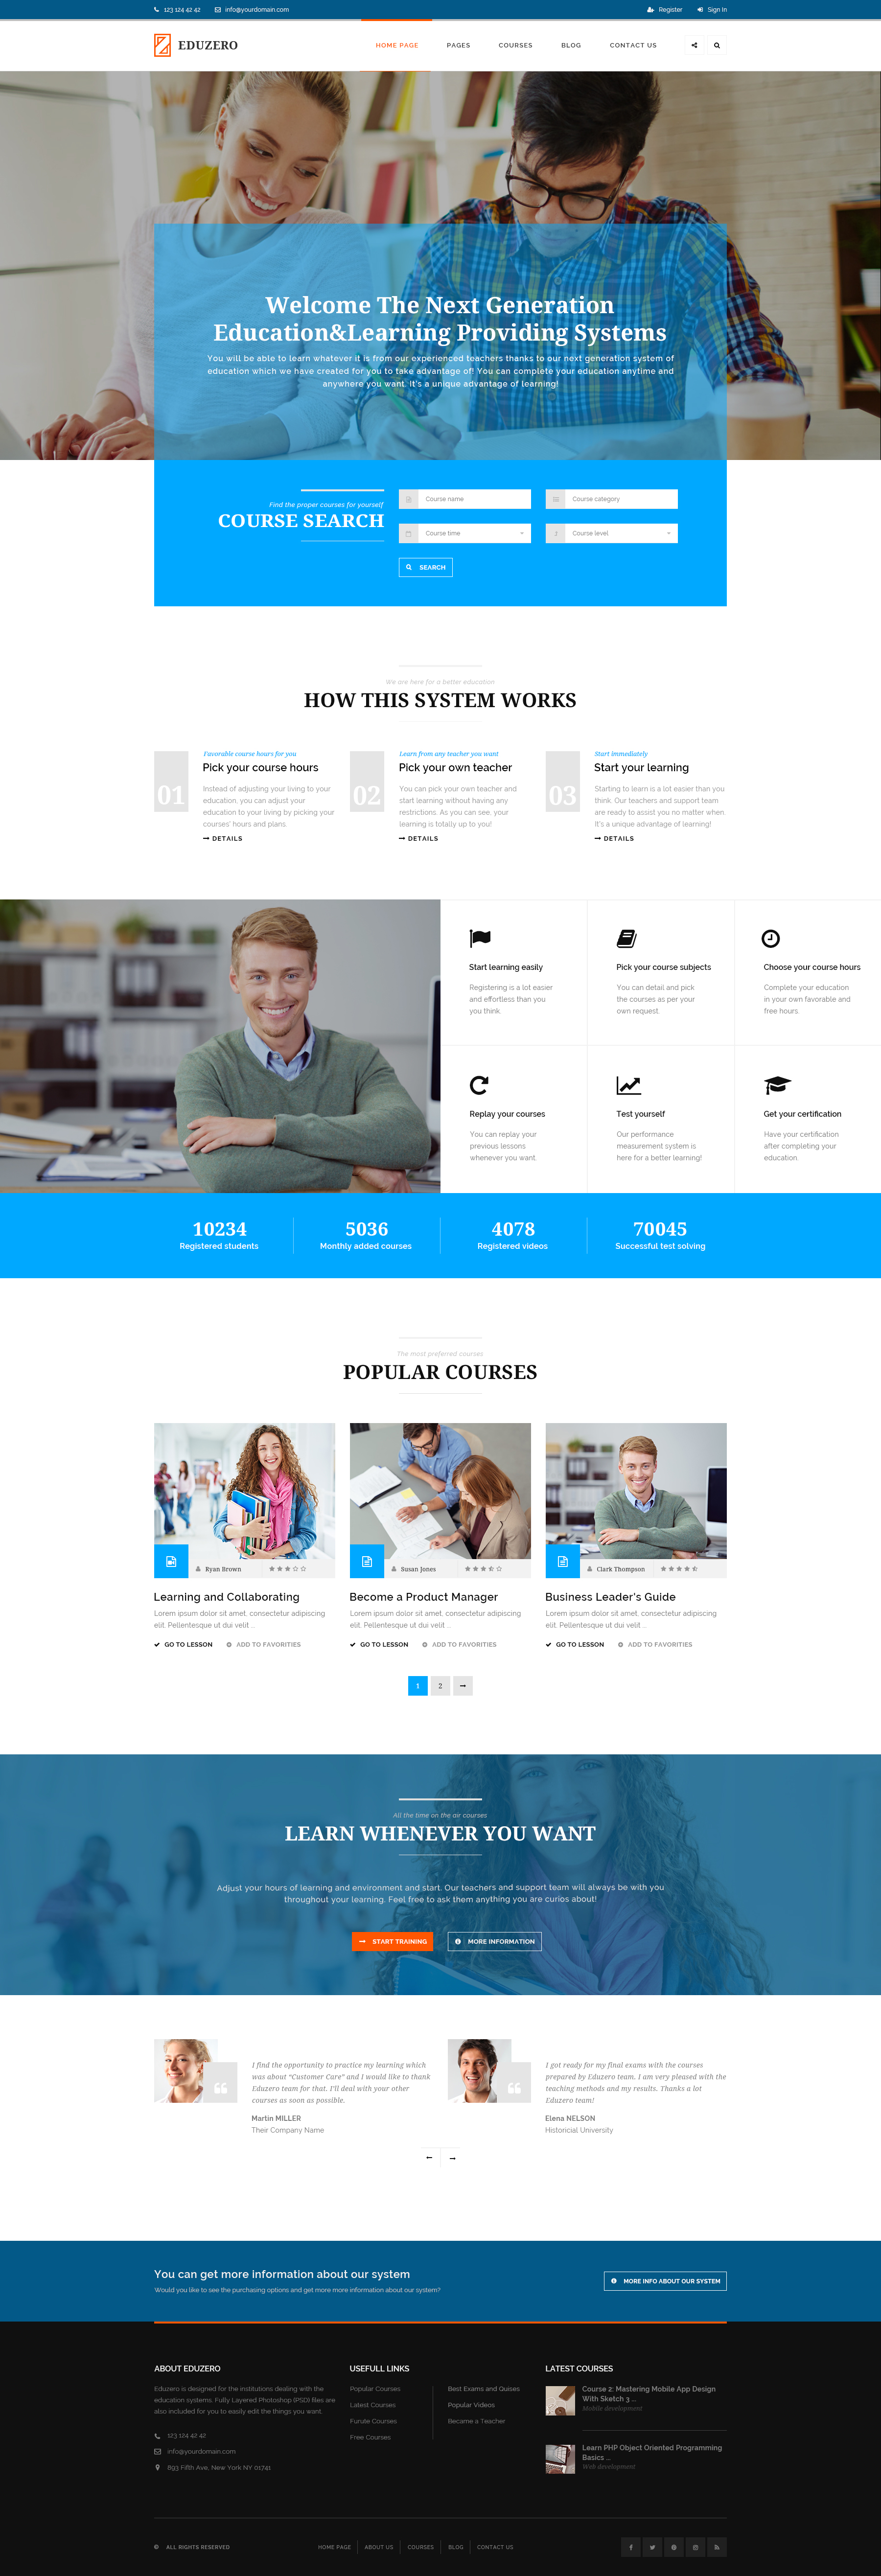 123 124 42 42
info@yourdomain.com
Register
Sign In
EDUZERO
HOME PAGE
PAGES
COURSES
BLOG
CONTACT US
Welcome The Next Generation
Education&Learning Providing Systems
You will be able to learn whatever it is from our experienced teachers thanks to our next generation system of
education which we have created for you to take advantage of! You can complete your education anytime and
anywhere you want. It's a unique advantage of learning!
Find the proper courses for yourself
COURSE SEARCH
Course name
Course category
Course time
Course level
SEARCH
We are here for a better education
HOW THIS SYSTEM WORKS
01
Favorable course hours for you
Pick your course hours
Instead of adjusting your living to your
education, you can adjust your
education to your living by picking your
courses' hours and plans.
DETAILS
02
Learn from any teacher you want
Pick your own teacher
You can pick your own teacher and
start learning without having any
restrictions. As you can see, your
learning is totally up to you!
DETAILS
03
Start immediately
Start your learning
Starting to learn is a lot easier than you
think. Our teachers and support team
are ready to assist you no matter when.
It's a unique advantage of learning!
DETAILS
Start learning easily
Registering is a lot easier
and effortless than you
you think.
Pick your course subjects
You can detail and pick
the courses as per your
own request.
Choose your course hours
Complete your education
in your own favorable and
free hours.
Replay your courses
You can replay your
previous lessons
whenever you want.
Test yourself
Our performance
measurement system is
here for a better learning!
Get your certification
Have your certification
after completing your
education.
10234
Registered students
5036
Monthly added courses
4078
Registered videos
70045
Successful test solving
The most preferred courses
POPULAR COURSES
Ryan Brown
Learning and Collaborating
Lorem ipsum dolor sit amet, consectetur adipiscing
elit. Pellentesque ut dui velit ...
GO TO LESSON
ADD TO FAVORITIES
Susan Jones
Become a Product Manager
Lorem ipsum dolor sit amet, consectetur adipiscing
elit. Pellentesque ut dui velit ...
GO TO LESSON
ADD TO FAVORITIES
Clark Thompson
Business Leader's Guide
Lorem ipsum dolor sit amet, consectetur adipiscing
elit. Pellentesque ut dui velit ...
GO TO LESSON
ADD TO FAVORITIES
1
2
All the time on the air courses
LEARN WHENEVER YOU WANT
Adjust your hours of learning and environment and start. Our teachers and support team will always be with you
throughout your learning. Feel free to ask them anything you are curios about!
START TRAINING
MORE INFORMATION
I find the opportunity to practice my learning which
was about "Customer Care" and I would like to thank
Eduzero team for that. I'll deal with your other
courses as soon as possible.
Martin MILLER
Their Company Name
I got ready for my final exams with the courses
prepared by Eduzero team. I am very pleased with the
teaching methods and my results. Thanks a lot
Eduzero team!
Elena NELSON
Historicial University
You can get more information about our system
Would you like to see the purchasing options and get more more information about our system?
MORE INFO ABOUT OUR SYSTEM
ABOUT EDUZERO
Eduzero is designed for the institutions dealing with the
education systems. Fully Layered Photoshop (PSD) files are
also included for you to easily edit the things you want.
123 124 42 42
info@yourdomain.com
893 Fifth Ave, New York NY 01741
USEFULL LINKS
Popular Courses
Latest Courses
Furute Courses
Free Courses
Best Exams and Quises
Popular Videos
Became a Teacher
LATEST COURSES
Course 2: Mastering Mobile App Design
With Sketch 3 ...
Mobile development
Learn PHP Object Oriented Programming
Basics ...
Web development
© ALL RIGHTS RESERVED
HOME PAGE
ABOUT US
COURSES
BLOG
CONTACT US